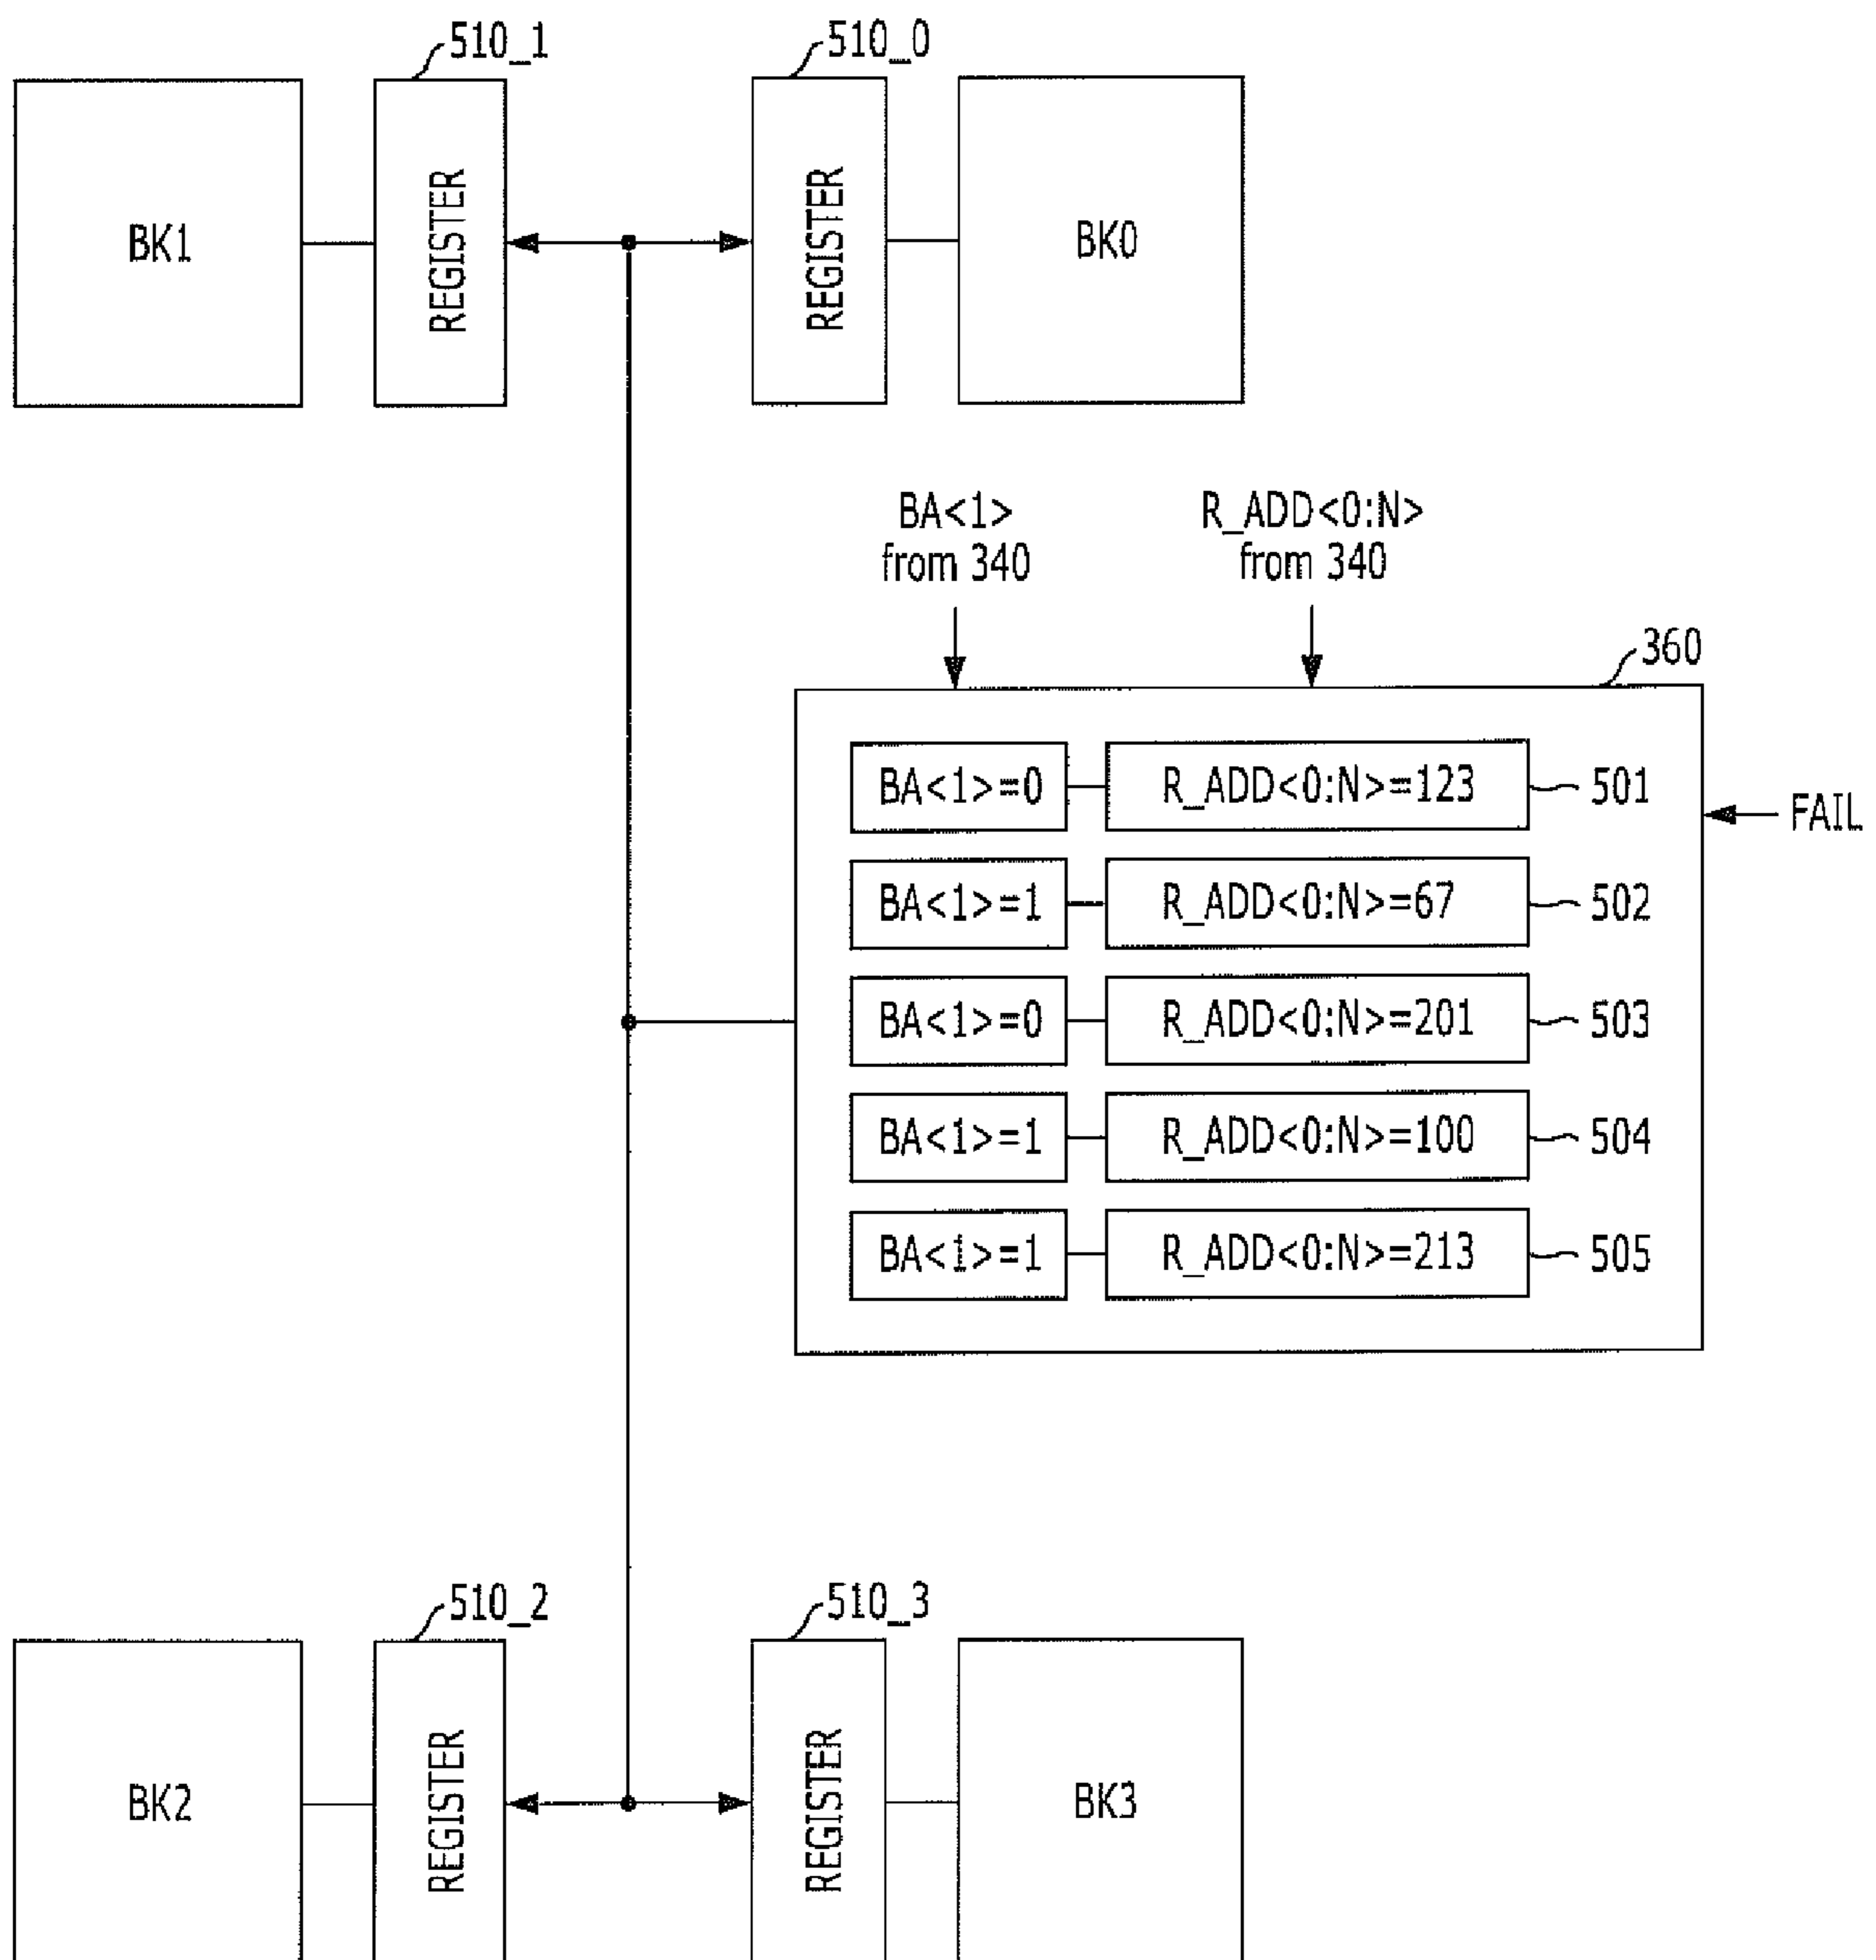 510_1
510_0
BK1
REGISTER
REGISTER
BK0
BA<1>
from 340
R_ADD<0:N>
from 340
360
BA<1>=0
R_ADD<0:N>=123
501
FAIL
BA<1>=1
R_ADD<0:N>=67
502
BA<1>=0
R_ADD<0:N>=201
503
BA<1>=1
R_ADD<0:N>=100
504
BA<1>=1
R_ADD<0:N>=213
505
510_2
510_3
BK2
REGISTER
REGISTER
BK3